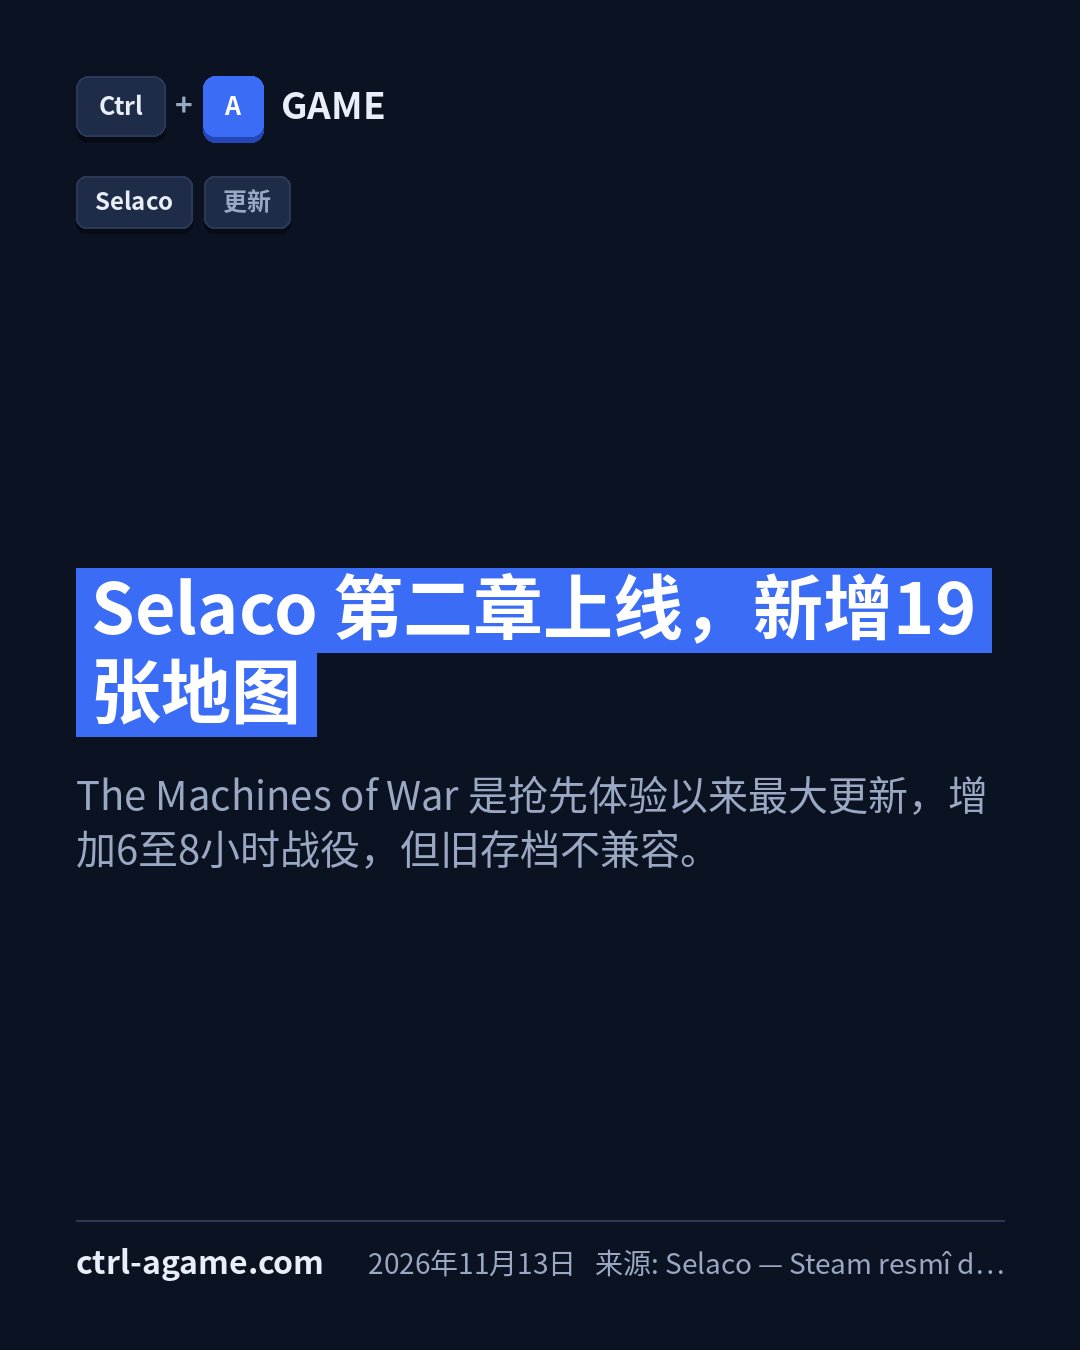 Ctrl + A GAME
Selaco 更新
Selaco 第二章上线，新增19
张地图
The Machines of War 是抢先体验以来最大更新，增
加6至8小时战役，但旧存档不兼容。
ctrl-agame.com 2026年11月13日 来源: Selaco — Steam resmî d…